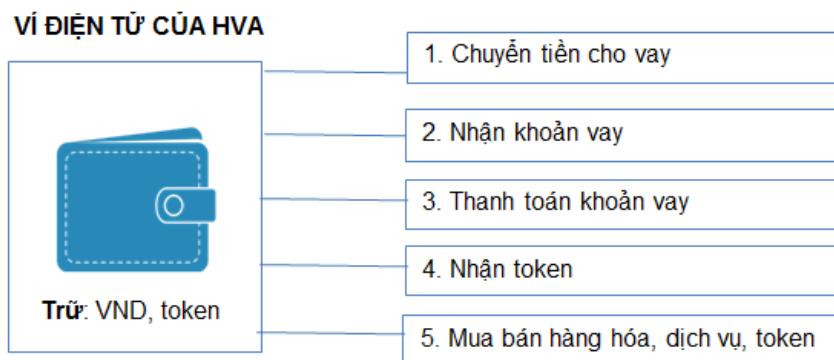 VÍ ĐIỆN TỬ CỦA HVA
1. Chuyển tiền cho vay
2. Nhận khoản vay
3. Thanh toán khoản vay
4. Nhận token
Trữ: VND, token
5. Mua bán hàng hóa, dịch vụ, token